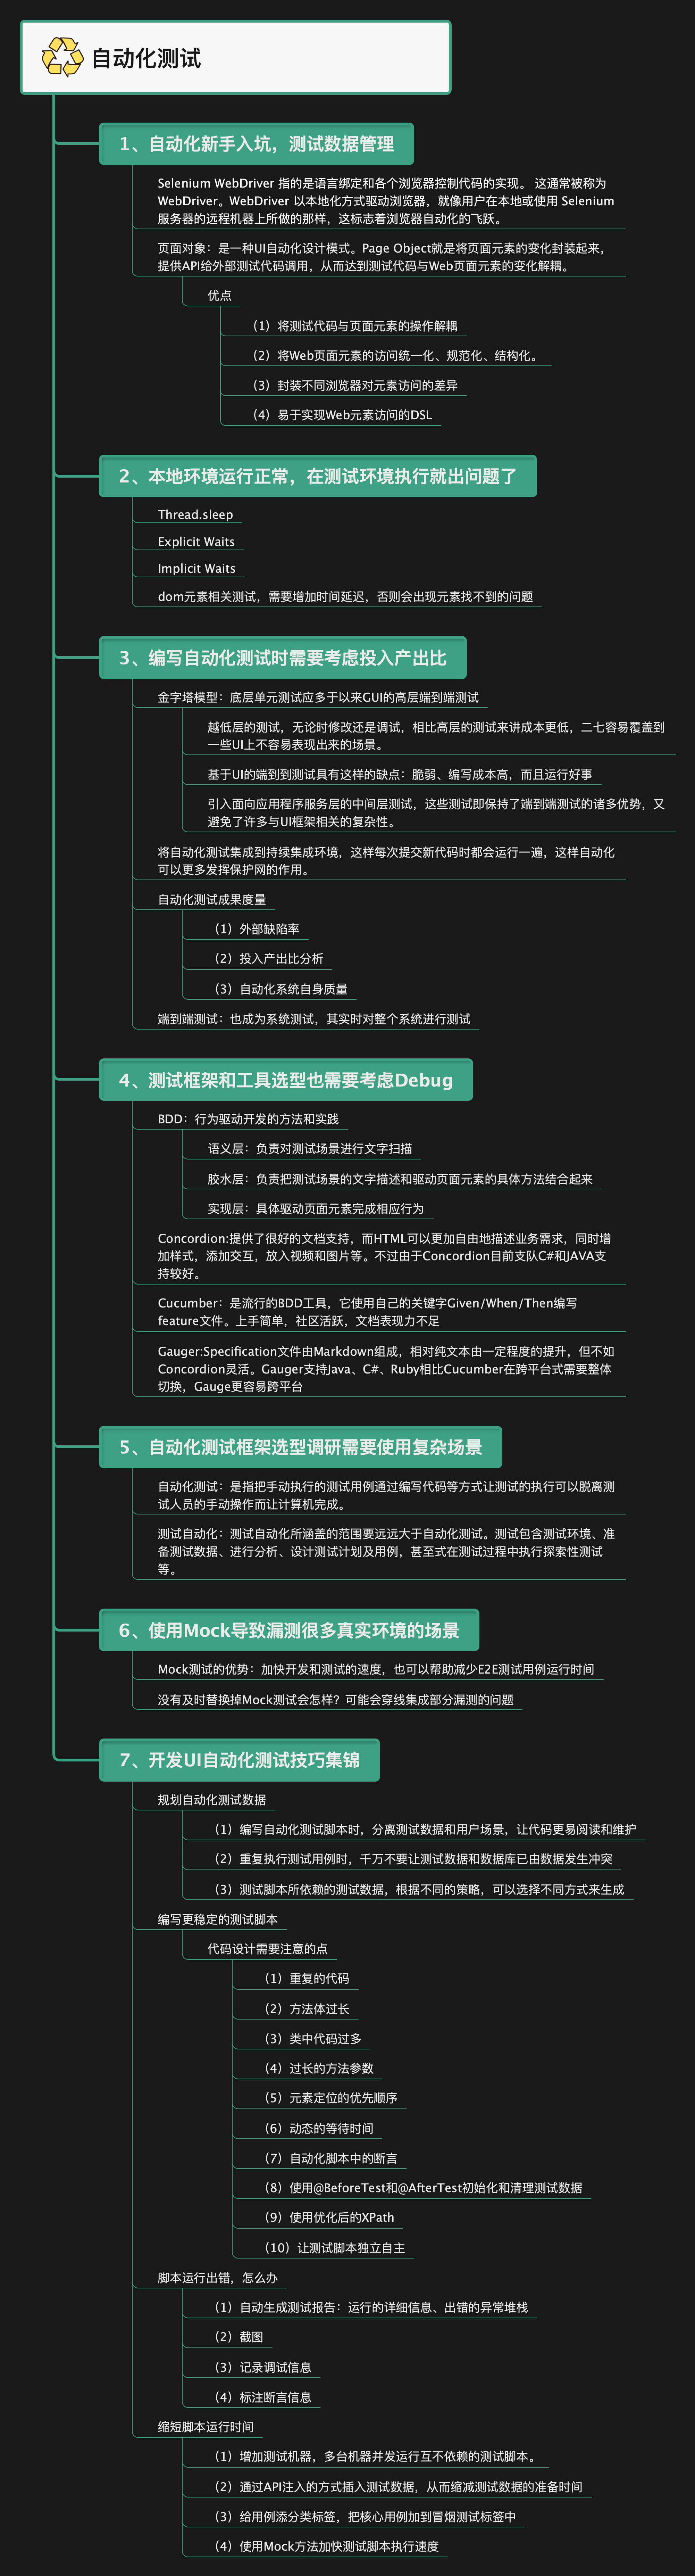 自动化测试
1、自动化新手入坑，测试数据管理
Selenium WebDriver 指的是语言绑定和各个浏览器控制代码的实现。 这通常被称为
WebDriver。WebDriver 以本地化方式驱动浏览器，就像用户在本地或使用 Selenium
服务器的远程机器上所做的那样，这标志着浏览器自动化的飞跃。
页面对象：是一种UI自动化设计模式。Page Object就是将页面元素的变化封装起来，
提供API给外部测试代码调用，从而达到测试代码与Web页面元素的变化解耦。
优点
（1）将测试代码与页面元素的操作解耦
（2）将Web页面元素的访问统一化、规范化、结构化。
（3）封装不同浏览器对元素访问的差异
（4）易于实现Web元素访问的DSL
2、本地环境运行正常，在测试环境执行就出问题了
Thread.sleep
Explicit Waits
Implicit Waits
dom元素相关测试，需要增加时间延迟，否则会出现元素找不到的问题
3、编写自动化测试时需要考虑投入产出比
金字塔模型：底层单元测试应多于以来GUI的高层端到端测试
越低层的测试，无论时修改还是调试，相比高层的测试来讲成本更低，二七容易覆盖到
一些UI上不容易表现出来的场景。
基于UI的端到到测试具有这样的缺点：脆弱、编写成本高，而且运行好事
引入面向应用程序服务层的中间层测试，这些测试即保持了端到端测试的诸多优势，又
避免了许多与UI框架相关的复杂性。
将自动化测试集成到持续集成环境，这样每次提交新代码时都会运行一遍，这样自动化
可以更多发挥保护网的作用。
自动化测试成果度量
（1）外部缺陷率
（2）投入产出比分析
（3）自动化系统自身质量
端到端测试：也成为系统测试，其实时对整个系统进行测试
4、测试框架和工具选型也需要考虑Debug
BDD：行为驱动开发的方法和实践
语义层：负责对测试场景进行文字扫描
胶水层：负责把测试场景的文字描述和驱动页面元素的具体方法结合起来
实现层：具体驱动页面元素完成相应行为
Concordion:提供了很好的文档支持，而HTML可以更加自由地描述业务需求，同时增
加样式，添加交互，放入视频和图片等。不过由于Concordion目前支队C#和JAVA支
持较好。
Cucumber：是流行的BDD工具，它使用自己的关键字Given/When/Then编写
feature文件。上手简单，社区活跃，文档表现力不足
Gauger:Specification文件由Markdown组成，相对纯文本由一定程度的提升，但不如
Concordion灵活。Gauger支持Java、C#、Ruby相比Cucumber在跨平台式需要整体
切换，Gauge更容易跨平台
5、自动化测试框架选型调研需要使用复杂场景
自动化测试：是指把手动执行的测试用例通过编写代码等方式让测试的执行可以脱离测
试人员的手动操作而让计算机完成。
测试自动化：测试自动化所涵盖的范围要远远大于自动化测试。测试包含测试环境、准
备测试数据、进行分析、设计测试计划及用例，甚至式在测试过程中执行探索性测试
等。
6、使用Mock导致漏测很多真实环境的场景
Mock测试的优势：加快开发和测试的速度，也可以帮助减少E2E测试用例运行时间
没有及时替换掉Mock测试会怎样？可能会穿线集成部分漏测的问题
7、开发UI自动化测试技巧集锦
规划自动化测试数据
（1）编写自动化测试脚本时，分离测试数据和用户场景，让代码更易阅读和维护
（2）重复执行测试用例时，千万不要让测试数据和数据库已由数据发生冲突
（3）测试脚本所依赖的测试数据，根据不同的策略，可以选择不同方式来生成
编写更稳定的测试脚本
代码设计需要注意的点
（1）重复的代码
（2）方法体过长
（3）类中代码过多
（4）过长的方法参数
（5）元素定位的优先顺序
（6）动态的等待时间
（7）自动化脚本中的断言
（8）使用@BeforeTest和@AfterTest初始化和清理测试数据
（9）使用优化后的XPath
（10）让测试脚本独立自主
脚本运行出错，怎么办
（1）自动生成测试报告：运行的详细信息、出错的异常堆栈
（2）截图
（3）记录调试信息
（4）标注断言信息
缩短脚本运行时间
（1）增加测试机器，多台机器并发运行互不依赖的测试脚本。
（2）通过API注入的方式插入测试数据，从而缩减测试数据的准备时间
（3）给用例添分类标签，把核心用例加到冒烟测试标签中
（4）使用Mock方法加快测试脚本执行速度